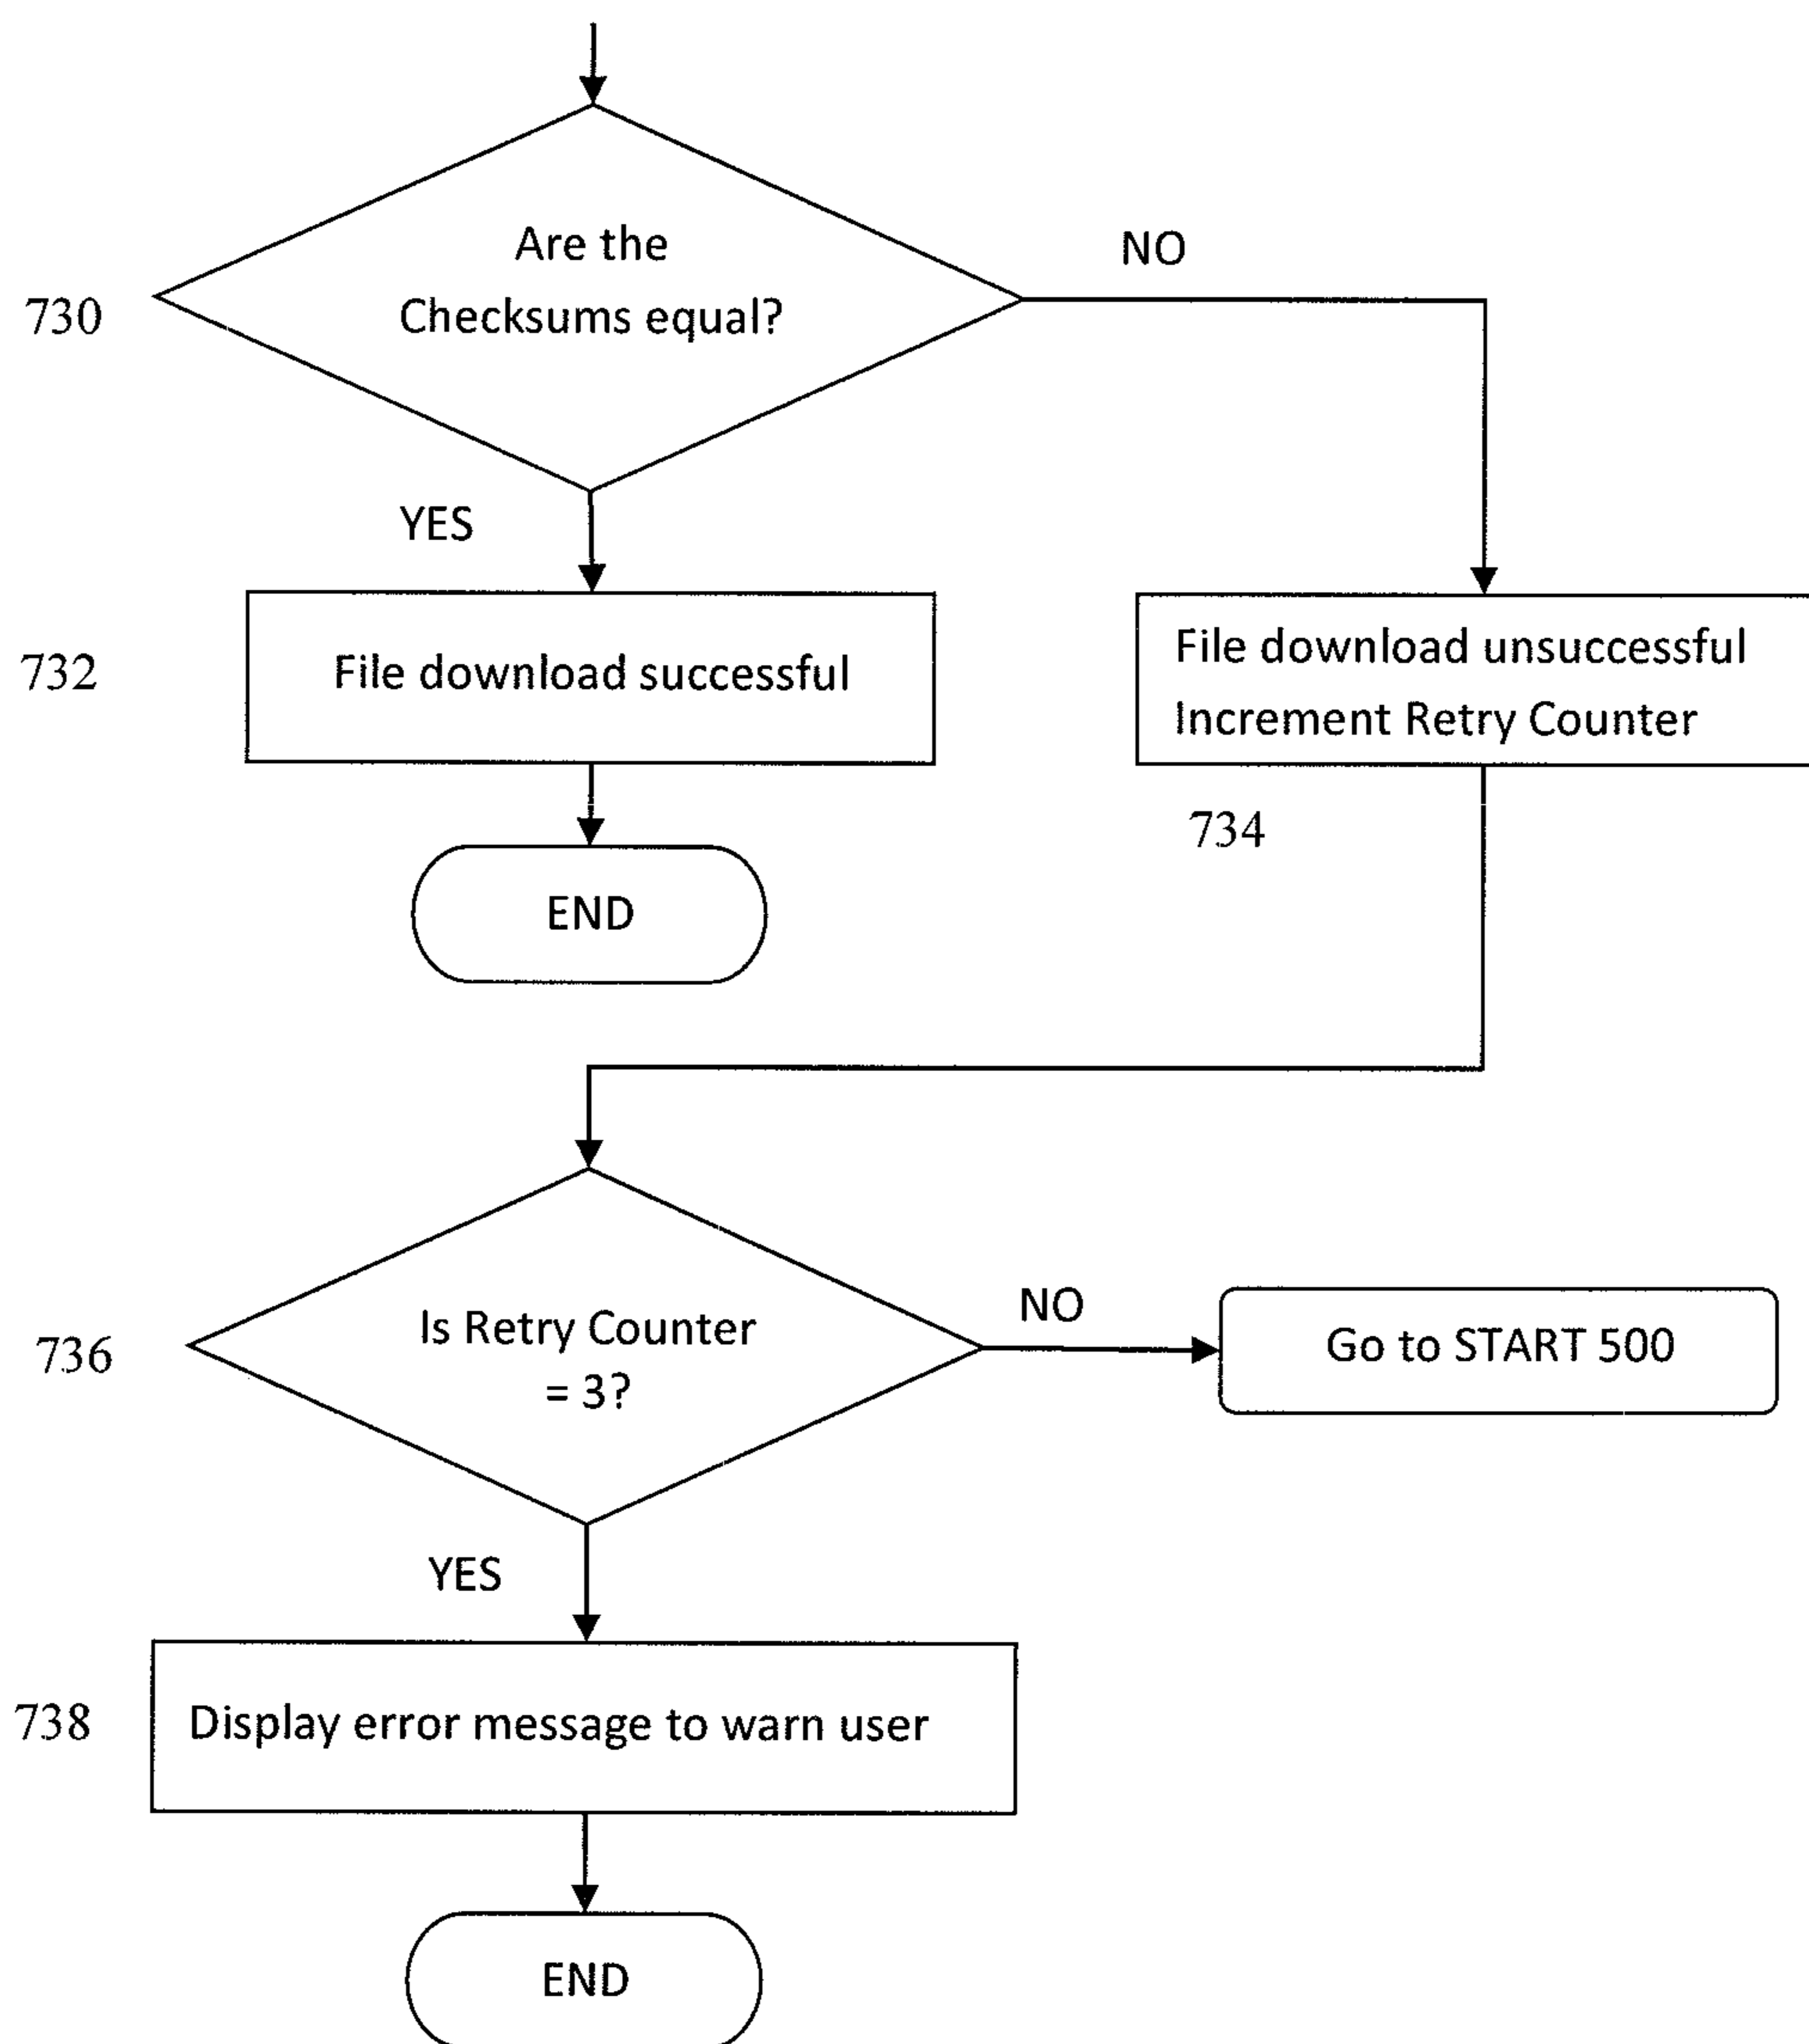 Are the
NO
730
Checksums equal?
YES
732
File download successful
File download unsuccessful
Increment Retry Counter
734
END
736
Is Retry Counter
= 3?
NO
Go to START 500
YES
738
Display error message to warn user
END